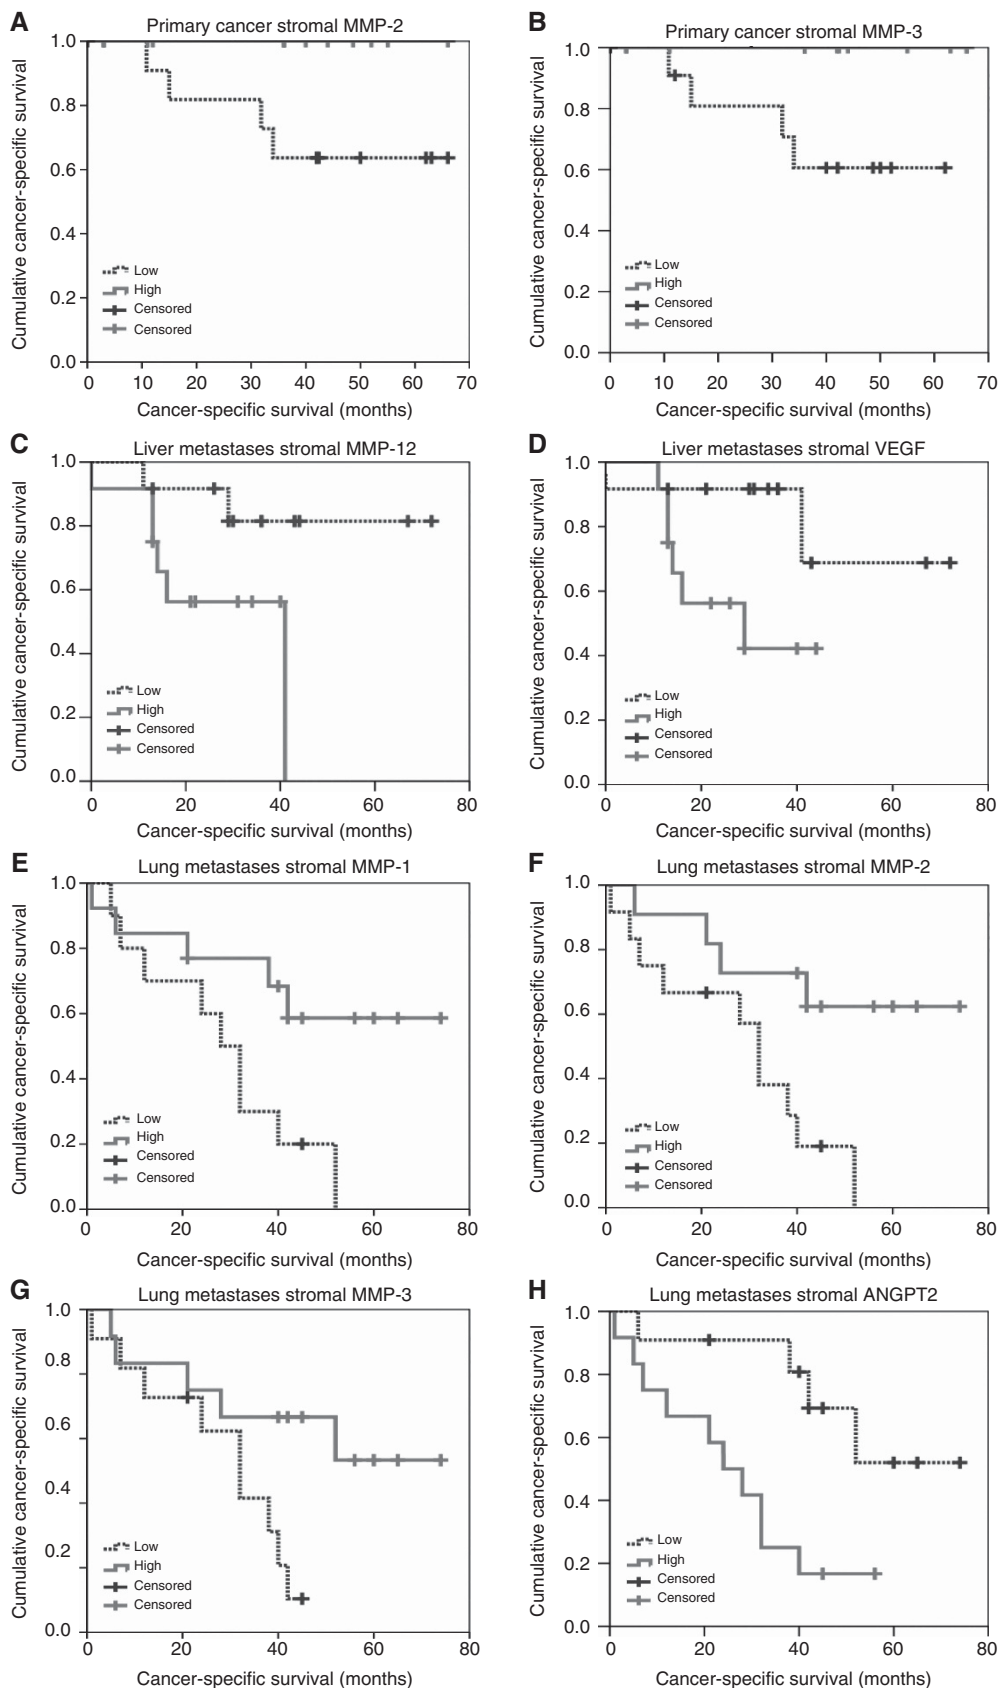 A
Primary cancer stromal MMP-2
Cumulative cancer-specific survival
1.0
0.8
0.6
0.4
0.2
0.0
Low
High
Censored
Censored
0 10 20 30 40 50 60 70
Cancer-specific survival (months)
B
Primary cancer stromal MMP-3
Cumulative cancer-specific survival
1.0
0.8
0.6
0.4
0.2
0.0
Low
High
Censored
Censored
0 10 20 30 40 50 60 70
Cancer-specific survival (months)
C
Liver metastases stromal MMP-12
Cumulative cancer-specific survival
1.0
0.8
0.6
0.4
0.2
0.0
Low
High
Censored
Censored
0 20 40 60 80
Cancer-specific survival (months)
D
Liver metastases stromal VEGF
Cumulative cancer-specific survival
1.0
0.8
0.6
0.4
0.2
0.0
Low
High
Censored
Censored
0 20 40 60 80
Cancer-specific survival (months)
E
Lung metastases stromal MMP-1
Cumulative cancer-specific survival
1.0
0.8
0.6
0.4
0.2
0.0
Low
High
Censored
Censored
0 20 40 60 80
Cancer-specific survival (months)
F
Lung metastases stromal MMP-2
Cumulative cancer-specific survival
1.0
0.8
0.6
0.4
0.2
0.0
Low
High
Censored
Censored
0 20 40 60 80
Cancer-specific survival (months)
G
Lung metastases stromal MMP-3
Cumulative cancer-specific survival
1.0
0.8
0.6
0.4
0.2
0.0
Low
High
Censored
Censored
0 20 40 60 80
Cancer-specific survival (months)
H
Lung metastases stromal ANGPT2
Cumulative cancer-specific survival
1.0
0.8
0.6
0.4
0.2
0.0
Low
High
Censored
Censored
0 20 40 60 80
Cancer-specific survival (months)